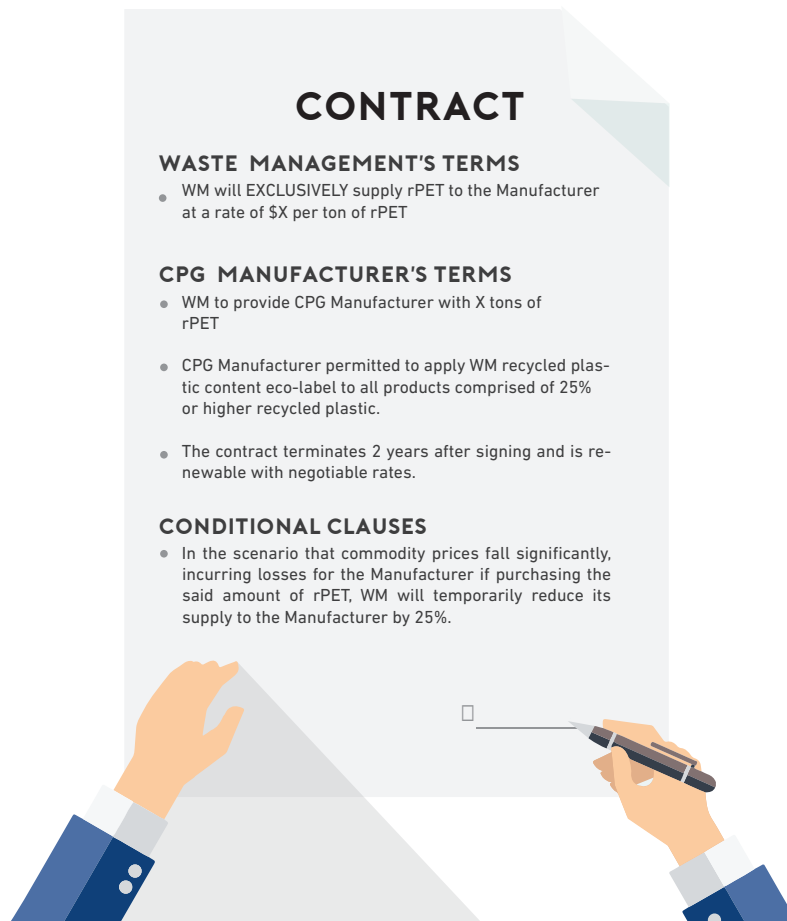 CONTRACT
WASTE MANAGEMENT'S TERMS
WM will EXCLUSIVELY supply rPET to the Manufacturer
at a rate of $X per ton of rPET
CPG MANUFACTURER'S TERMS
WM to provide CPG Manufacturer with X tons of
rPET
CPG Manufacturer permitted to apply WM recycled plas-
tic content eco-label to all products comprised of 25%
or higher recycled plastic.
The contract terminates 2 years after signing and is re-
newable with negotiable rates.
CONDITIONAL CLAUSES
In the scenario that commodity prices fall significantly,
incurring losses for the Manufacturer if purchasing the
said amount of rPET, WM will temporarily reduce its
supply to the Manufacturer by 25%.